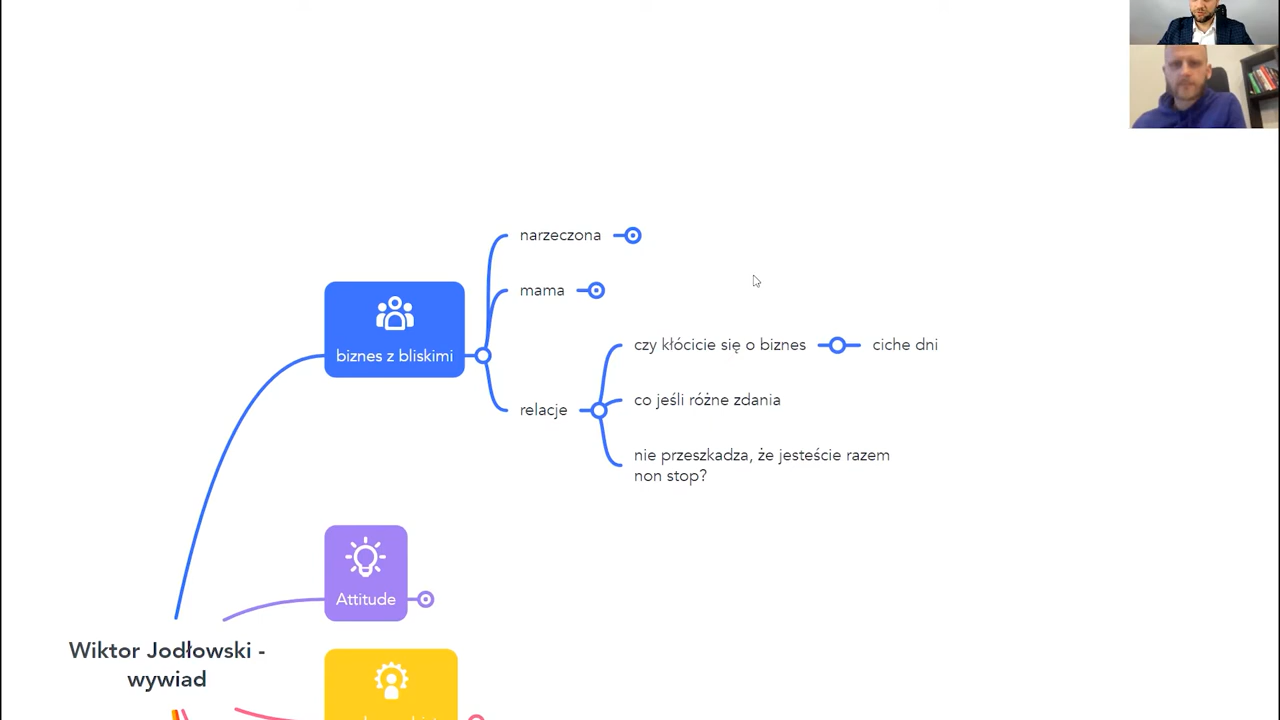 narzeczona
mama
biznes z bliskimi
czy kłócicie się o biznes
ciche dni
co jeśli różne zdania
relacje
nie przeszkadza, że jesteście razem
non stop?
Attitude
Wiktor Jodłowski -
wywiad